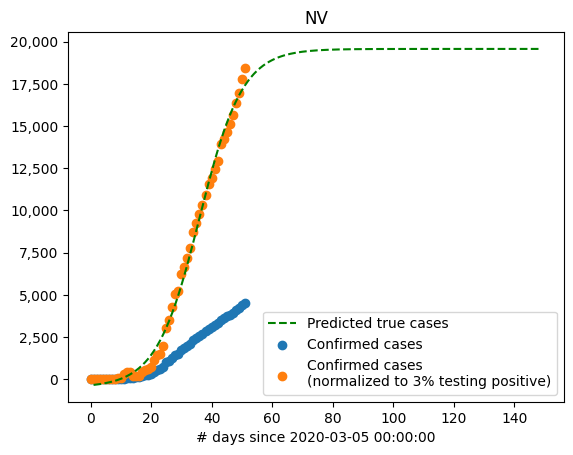 NV
20,000
17,500
15,000
12,500
10,000
7,500
5,000
2,500
0
Predicted true cases
Confirmed cases
Confirmed cases
(normalized to 3% testing positive)
0 20 40 60 80 100 120 140
# days since 2020-03-05 00:00:00